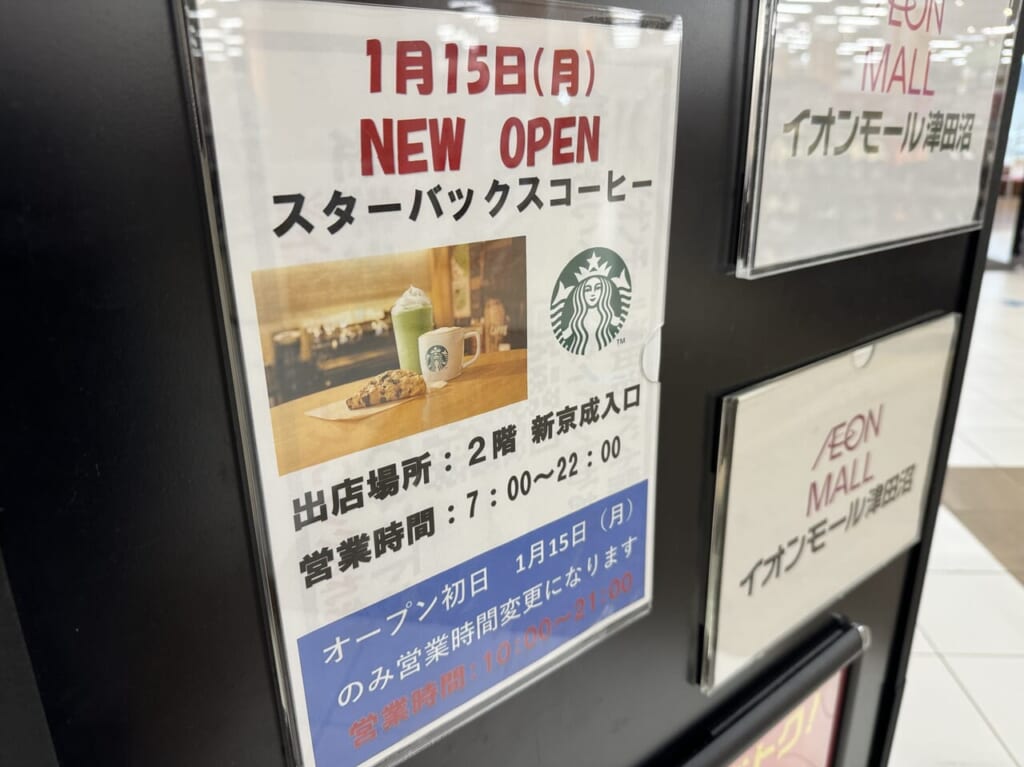 1月15日(月)
NEW OPEN
スターバックスコーヒー
TM
出店場所：2階 新京成入口
営業時間：7：00～22：00
オープン初日 1月15日（月）
のみ営業時間変更になります
営業時間：10：00～21：00
ÆON
MALL
イオンモール津田沼
ÆON
MALL
イオンモール津田沼